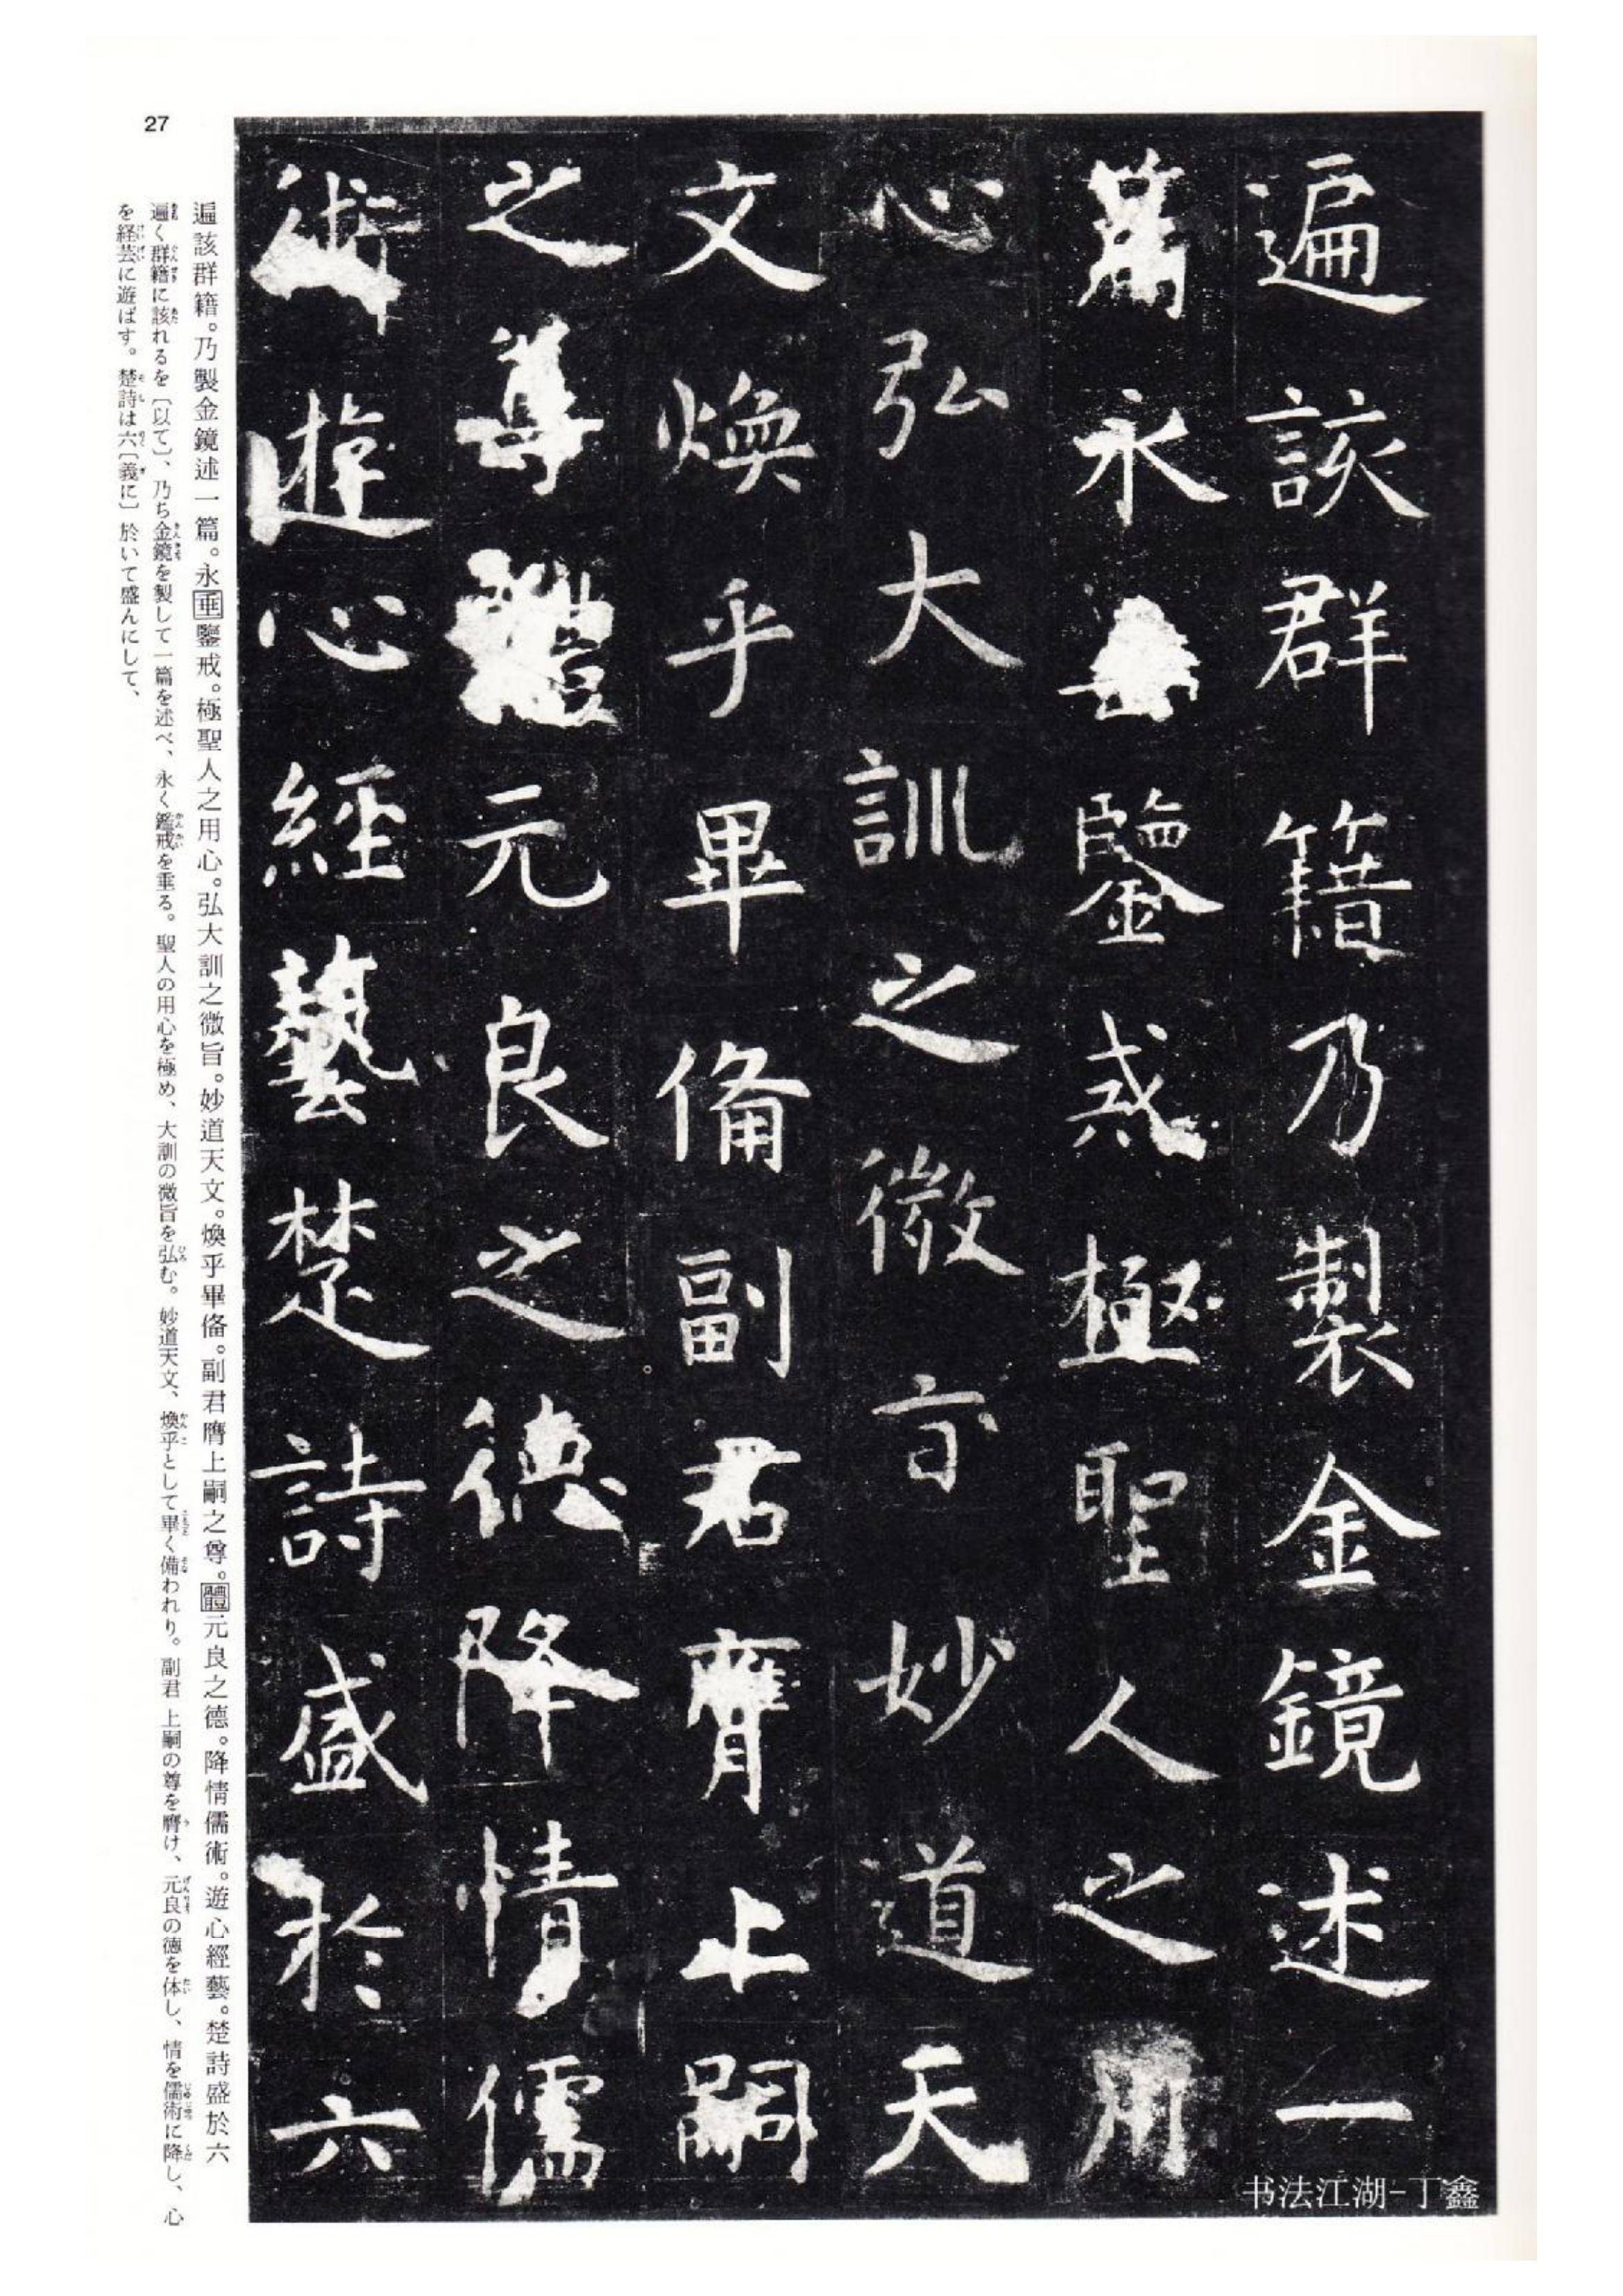 遍該群籍乃製金鏡述一
篇永垂鑒戒極聖人之用
心弘大訓之微旨妙道天
文煥乎畢俻副君膺上嗣
之尊體元良之德降情儒
術遊心經藝楚詩盛於六
遍該群籍。乃製金鏡述一篇。永垂鑒戒。極聖人之用心。弘大訓之微旨。妙道天文。煥乎畢俻。副君膺上嗣之尊。體元良之德。降情儒術。遊心經藝。楚詩盛於六
遍く群籍に該れるを〔以て〕、乃ち金鏡を製して一篇を述べ、永く鑑戒を垂る。聖人の用心を極め、大訓の微旨を弘む。妙道天文、煥乎として畢く備われり。副君 上嗣の尊を膺け、元良の徳を体し、情を儒術に降し、心
を経芸に遊ばす。楚詩は六〔義に〕於いて盛んにして、
27
书法江湖-丁鑫